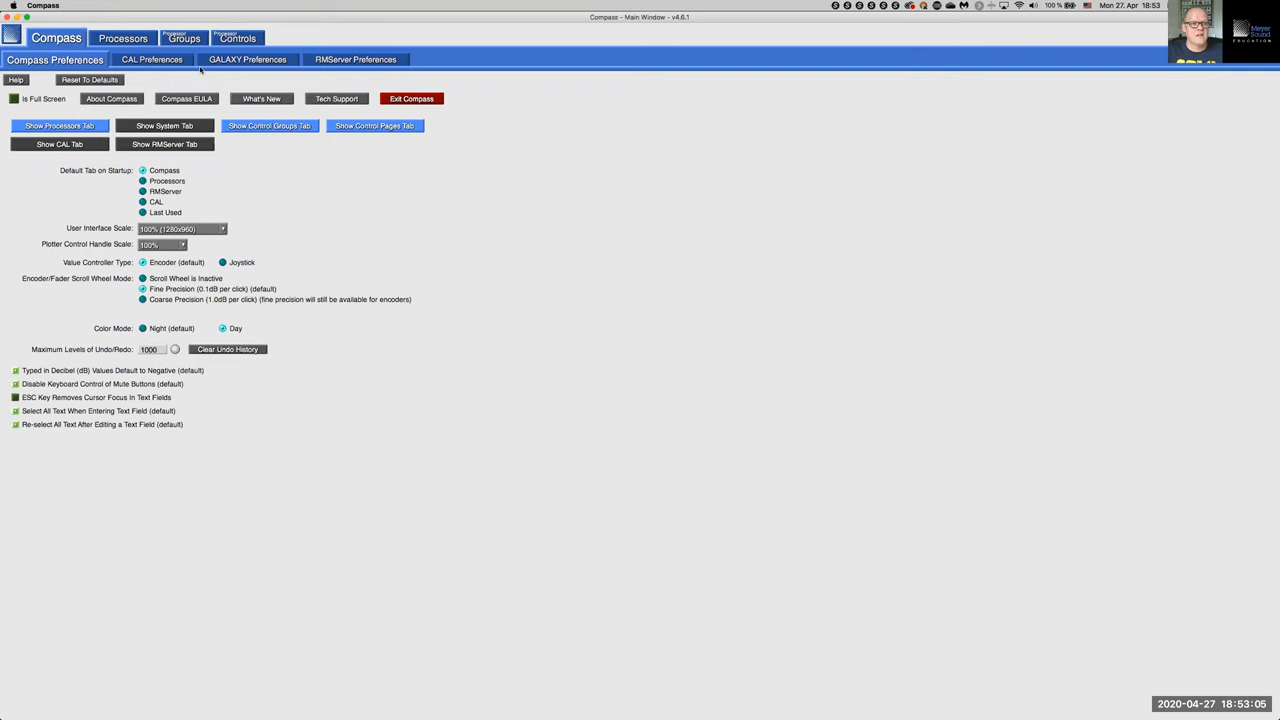 Compass
100 %
Mon 27. Apr 18:53
Compass - Main Window - v4.6.1
Compass
Processors
Processor
Groups
Processor
Controls
Meyer Sound
EDUCATION
Compass Preferences
CAL Preferences
GALAXY Preferences
RMServer Preferences
Help
Reset To Defaults
Is Full Screen
About Compass
Compass EULA
What's New
Tech Support
Exit Compass
Show Processors Tab
Show System Tab
Show Control Groups Tab
Show Control Pages Tab
Show CAL Tab
Show RMServer Tab
Default Tab on Startup:
Compass
Processors
RMServer
CAL
Last Used
User Interface Scale:
100% (1280x960)
Plotter Control Handle Scale:
100%
Value Controller Type:
Encoder (default)
Joystick
Encoder/Fader Scroll Wheel Mode:
Scroll Wheel is Inactive
Fine Precision (0.1dB per click) (default)
Coarse Precision (1.0dB per click) (fine precision will still be available for encoders)
Color Mode:
Night (default)
Day
Maximum Levels of Undo/Redo:
1000
Clear Undo History
Typed in Decibel (dB) Values Default to Negative (default)
Disable Keyboard Control of Mute Buttons (default)
ESC Key Removes Cursor Focus In Text Fields
Select All Text When Entering Text Field (default)
Re-select All Text After Editing a Text Field (default)
2020-04-27 18:53:05